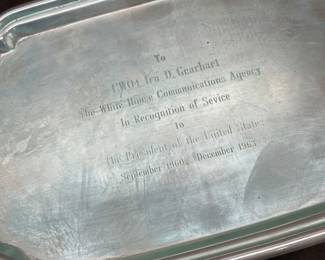 To
CWO4 Ira D. Gearhart
The White House Communications Agency
In Recognition of Sevice
to
The President of the United States
September 1960, December 1963